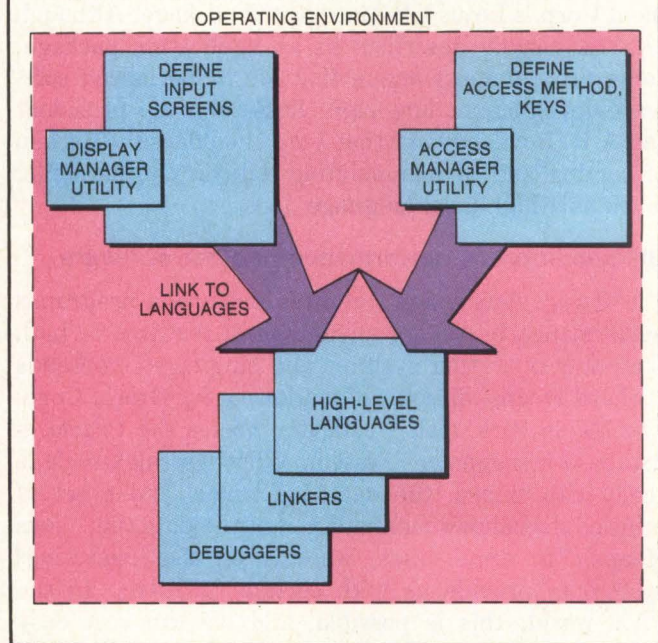 OPERATING ENVIRONMENT
DEFINE
INPUT
SCREENS
DISPLAY
MANAGER
UTILITY
DEFINE
ACCESS METHOD,
KEYS
ACCESS
MANAGER
UTILITY
LINK TO
LANGUAGES
HIGH-LEVEL
LANGUAGES
LINKERS
DEBUGGERS